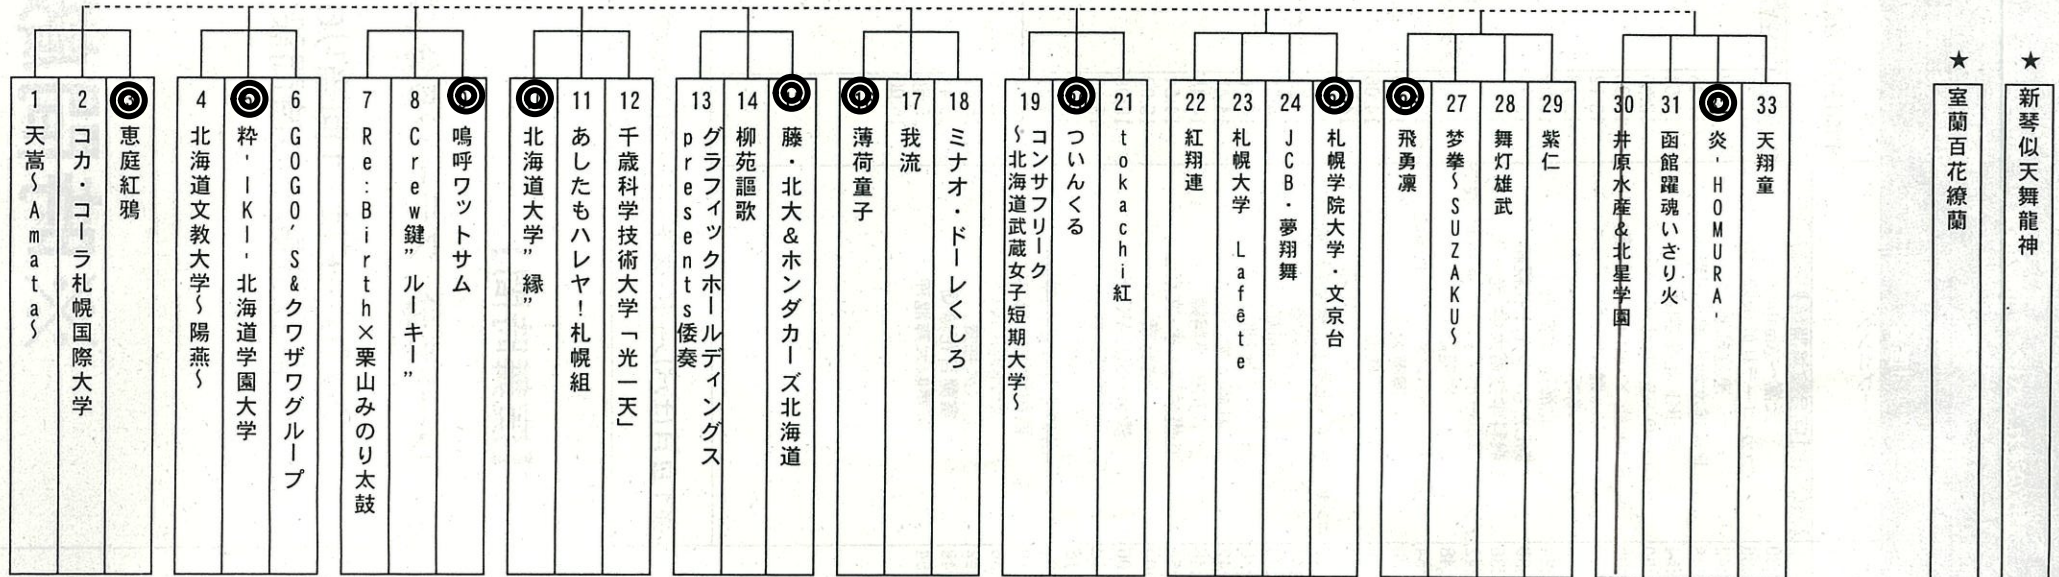 1 天嵩~Amata~
2 コカ・コーラ札幌国際大学
恵庭紅鴉
4 北海道文教大学~陽燕~
粋-IKI-北海道学園大学
6 GOGO'S&クワザワグループ
7 Re:Birth×栗山みのり太鼓
8 Crew鍵"ルーキー"
嗚呼ワットサム
北海道大学"縁"
11 あしたもハレヤ!札幌組
12 千歳科学技術大学「光一天」
13 グラフィックホールディングス
presents倭奏
14 柳苑謳歌
藤・北大&ホンダカーズ北海道
薄荷童子
17 我流
18 ミナオ・ドーレくしろ
19 コンサフリーク
~北海道武蔵女子短期大学~
ついんくる
21 tokachi紅
22 紅翔連
23 札幌大学 Lafête
24 JCB・夢翔舞
札幌学院大学・文京台
飛勇凛
27 梦拳~SUZAKU~
28 舞灯雄武
29 紫仁
30 井原水産&北星学園
31 函館躍魂いさり火
炎-HOMURA-
33 天翔童
★ 室蘭百花繚蘭
★ 新琴似天舞龍神